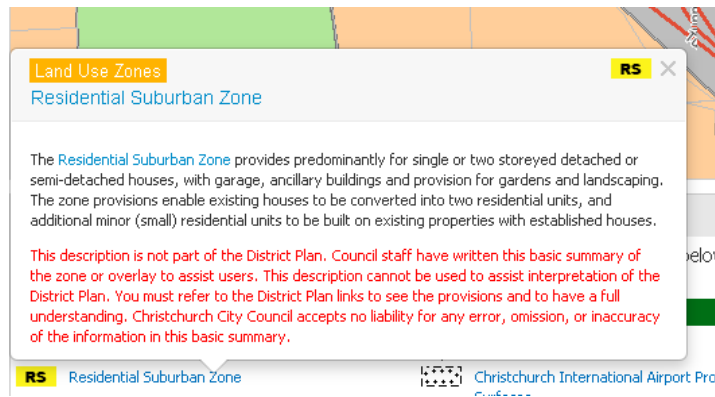 Land Use Zones
RS
Residential Suburban Zone
The Residential Suburban Zone provides predominantly for single or two storeyed detached or
semi-detached houses, with garage, ancillary buildings and provision for gardens and landscaping.
The zone provisions enable existing houses to be converted into two residential units, and
additional minor (small) residential units to be built on existing properties with established houses.
This description is not part of the District Plan. Council staff have written this basic summary of
the zone or overlay to assist users. This description cannot be used to assist interpretation of the
District Plan. You must refer to the District Plan links to see the provisions and to have a full
understanding. Christchurch City Council accepts no liability for any error, omission, or inaccuracy
of the information in this basic summary.
RS Residential Suburban Zone
Christchurch International Airport Pro